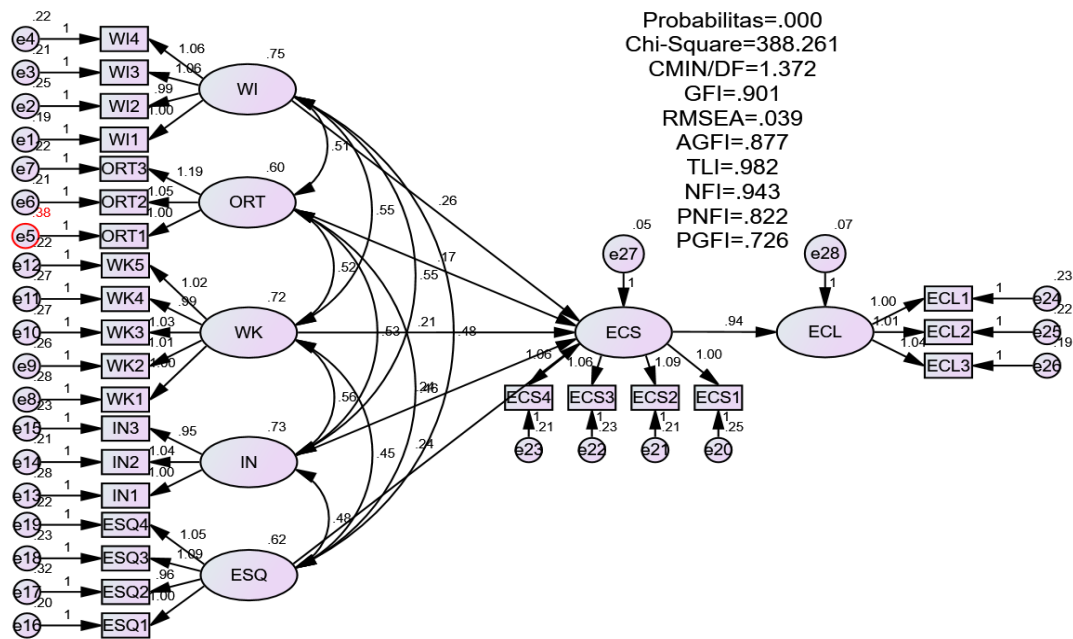 Probabilitas=.000
Chi-Square=388.261
CMIN/DF=1.372
GFI=.901
RMSEA=.039
AGFI=.877
TLI=.982
NFI=.943
PNFI=.822
PGFI=.726
.22
e4 1 WI4
.21
e3 1 WI3
.25
e2 1 WI2
.19
e1 1 WI1
1.06
1.06
.99
1.00
.75
WI
.22
e7 1 ORT3
.21
e6 1 ORT2
.38
e5 1 ORT1
1.19
1.05
1.00
.60
ORT
.22
e12 1 WK5
.27
e11 1 WK4
.27
e10 1 WK3
.26
e9 1 WK2
.28
e8 1 WK1
1.02
.99
1.03
1.01
1.00
.72
WK
.23
e15 1 IN3
.21
e14 1 IN2
.28
e13 1 IN1
.95
1.04
1.00
.73
IN
.22
e19 1 ESQ4
.23
e18 1 ESQ3
.32
e17 1 ESQ2
.20
e16 1 ESQ1
1.05
1.09
.96
1.00
.62
ESQ
.51
.55
.55
.48
.52
.53
.46
.56
.45
.48
.26
.17
.21
.24
.05
e27
1
ECS
1.06
1.06
1.09
1.00
ECS4
ECS3
ECS2
ECS1
1
1
1
1
.21
.23
.21
.25
e23
e22
e21
e20
.94
.07
e28
1
ECL
1.00
1.01
1.04
.23
ECL1 1 e24
.22
ECL2 1 e25
.19
ECL3 1 e26